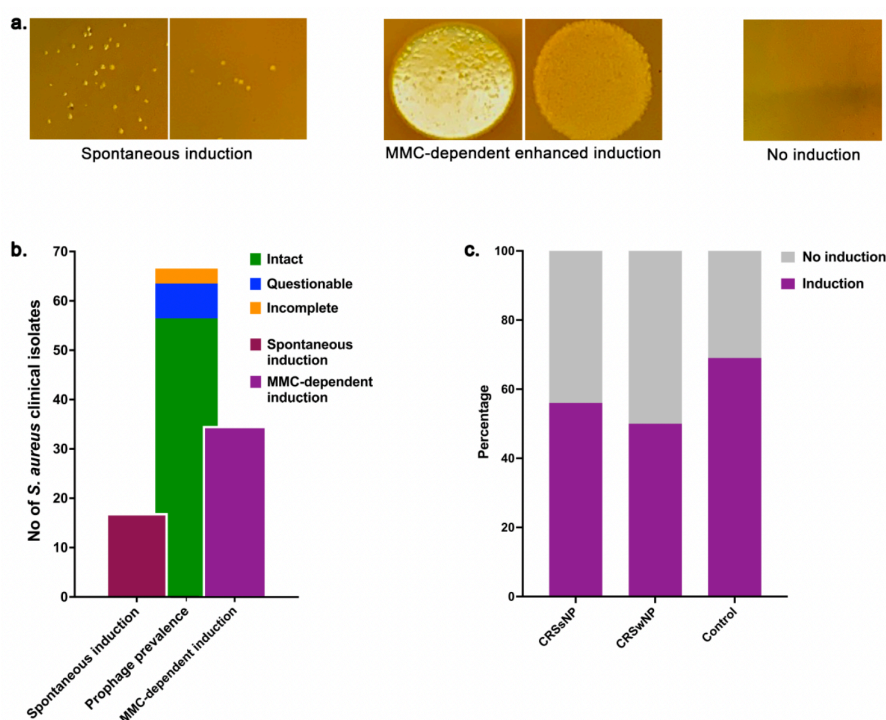 a.
Spontaneous induction
MMC-dependent enhanced induction
No induction
b.
No of S. aureus clinical isolates
70
60
50
40
30
20
10
0
Intact
Questionable
Incomplete
Spontaneous
induction
MMC-dependent
induction
Spontaneous induction
Prophage prevalence
MMC-dependent induction
c.
Percentage
100
80
60
40
20
0
No induction
Induction
CRSsNP
CRSwNP
Control